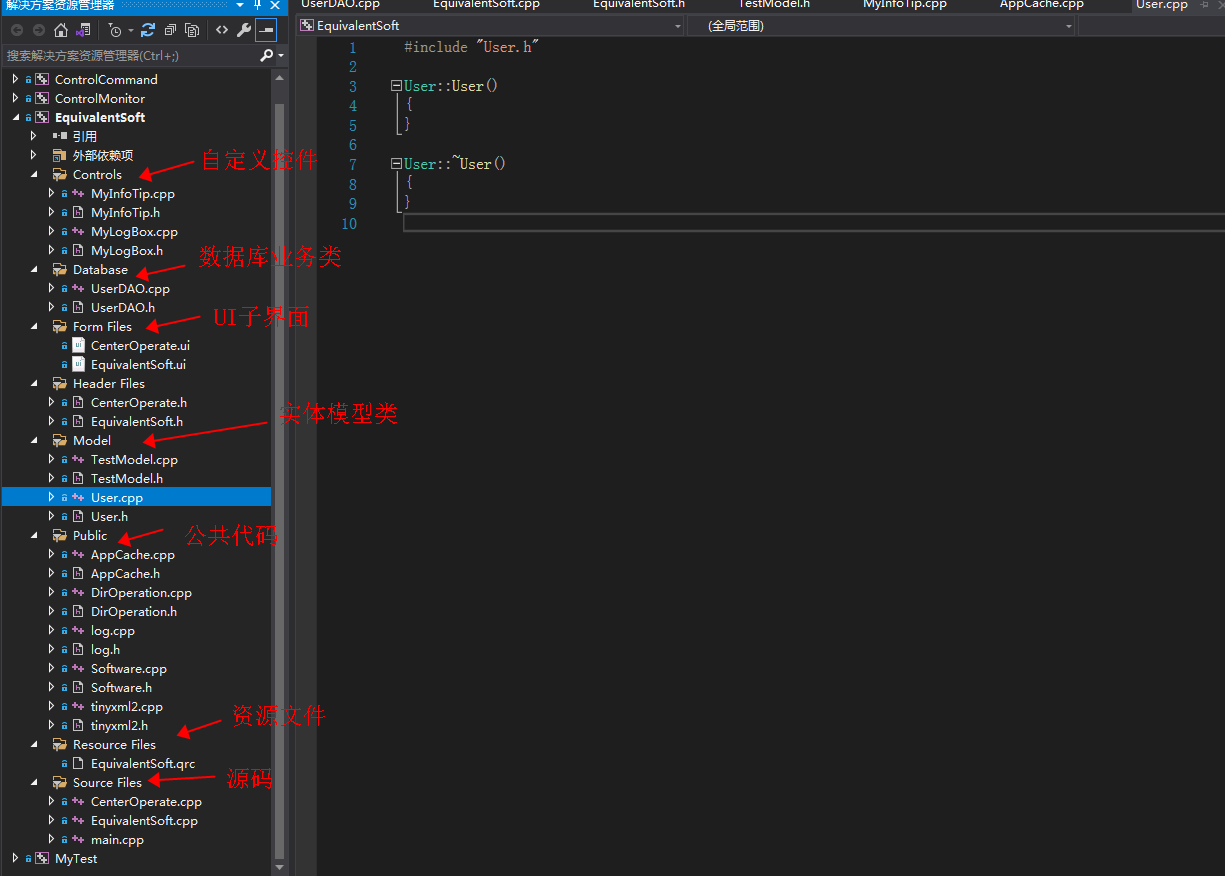 解决方案资源管理器
搜索解决方案资源管理器(Ctrl+;)
ControlCommand
ControlMonitor
EquivalentSoft
引用
外部依赖项
自定义控件
Controls
MyInfoTip.cpp
MyInfoTip.h
MyLogBox.cpp
MyLogBox.h
数据库业务类
Database
UserDAO.cpp
UserDAO.h
UI子界面
Form Files
CenterOperate.ui
EquivalentSoft.ui
Header Files
CenterOperate.h
EquivalentSoft.h
实体模型类
Model
TestModel.cpp
TestModel.h
User.cpp
User.h
公共代码
Public
AppCache.cpp
AppCache.h
DirOperation.cpp
DirOperation.h
log.cpp
log.h
Software.cpp
Software.h
tinyxml2.cpp
tinyxml2.h
资源文件
Resource Files
EquivalentSoft.qrc
源码
Source Files
CenterOperate.cpp
EquivalentSoft.cpp
main.cpp
MyTest
UserDAO.cpp EquivalentSoft.cpp EquivalentSoft.h TestModel.h MyInfoTip.cpp AppCache.cpp User.cpp
EquivalentSoft (全局范围)
1 #include "User.h"
2
3 User::User()
4 {
5 }
6
7 User::~User()
8 {
9 }
10